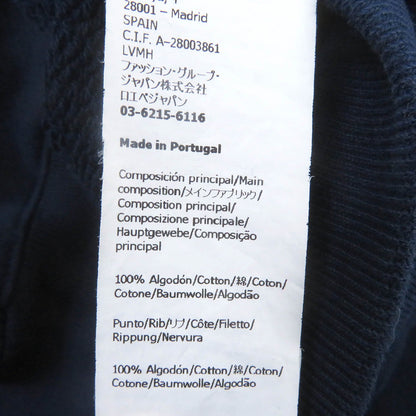 28001 – Madrid
SPAIN
C.I.F. A-28003861
LVMH
ファッション・グループ・
ジャパン株式会社
ロエベジャパン
03-6215-6116
Made in Portugal
Composición principal/Main
composition/メインファブリック/
Composition principal/
Composizione principale/
Hauptgewebe/Composição
principal
100% Algodón/Cotton/綿/Coton/
Cotone/Baumwolle/Algodão
Punto/Rib/リブ/Côte/Filetto/
Rippung/Nervura
100% Algodón/Cotton/綿/Coton/
Cotone/Baumwolle/Algodão